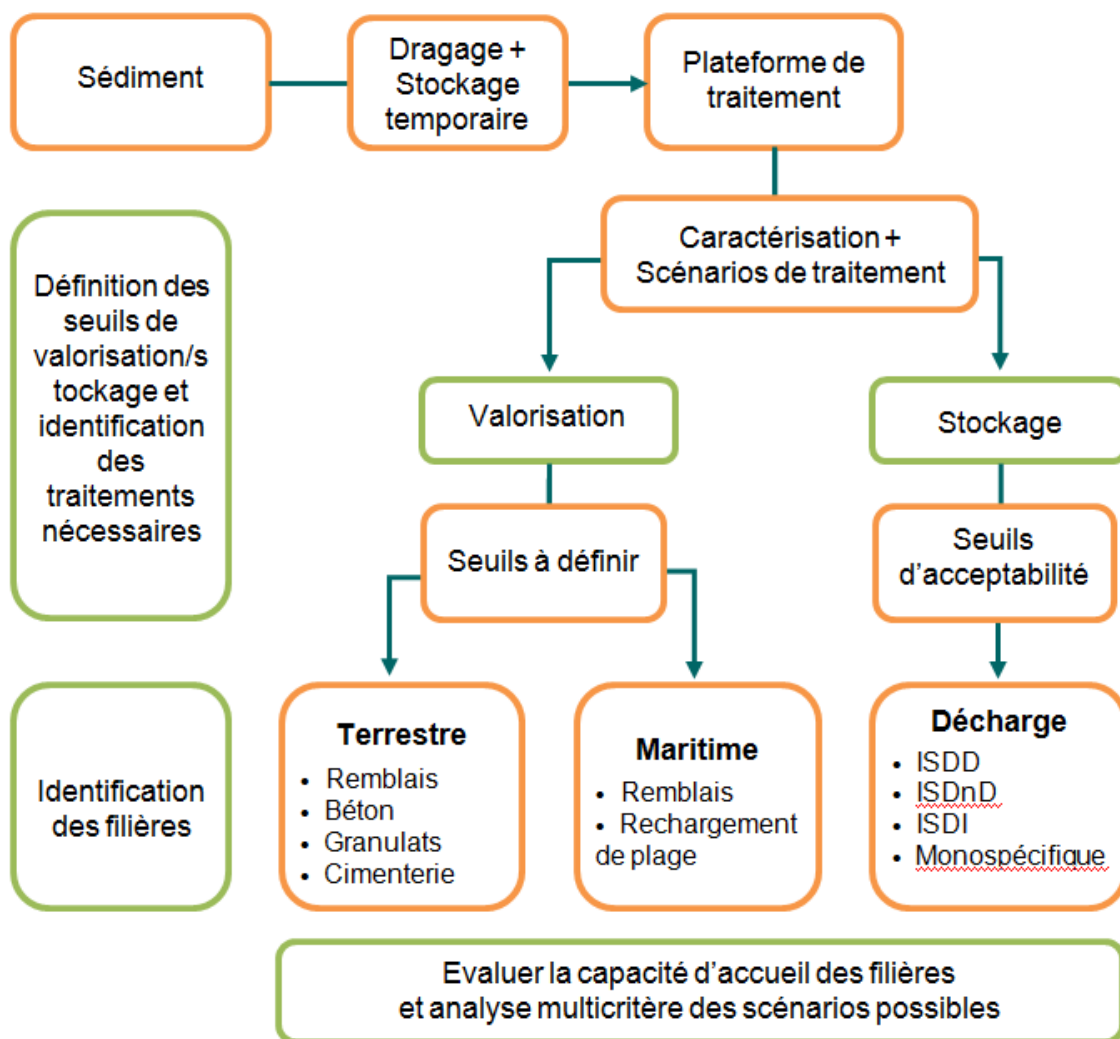 Sédiment
Dragage +
Stockage
temporaire
Plateforme de
traitement
Caractérisation +
Scénarios de traitement
Définition des
seuils de
valorisation/s
tockage et
identification
des
traitements
nécessaires
Valorisation
Stockage
Seuils à définir
Seuils
d'acceptabilité
Identification
des filières
Terrestre
• Remblais
• Béton
• Granulats
• Cimenterie
Maritime
• Remblais
• Rechargement
de plage
Décharge
• ISDD
• ISDnD
• ISDI
• Monospécifique
Evaluer la capacité d'accueil des filières
et analyse multicritère des scénarios possibles